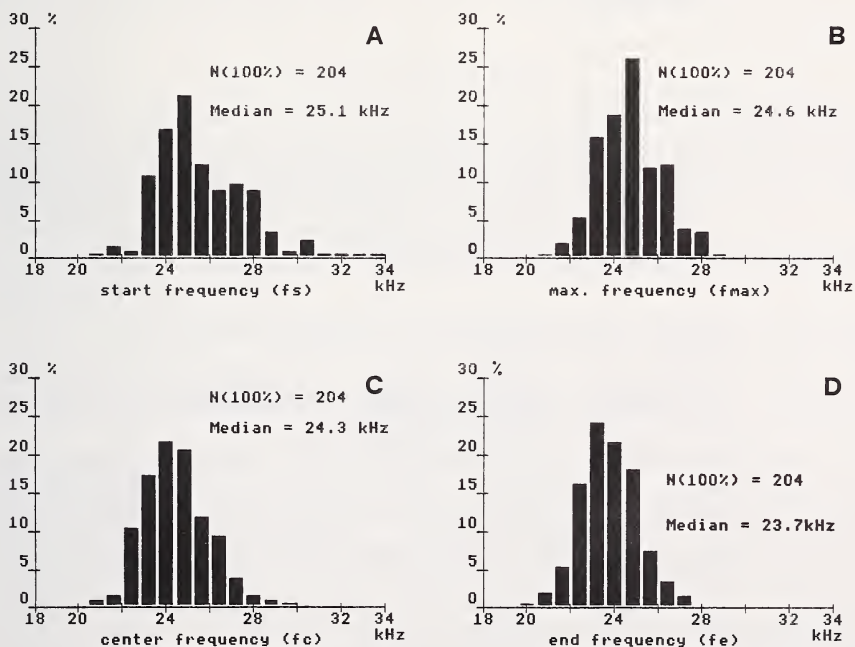 30 %
A
25
N(100%) = 204
20
Median = 25.1 kHz
15
10
5
0
18 20 24 28 32 34
start frequency (fs) kHz
30 %
B
25
N(100%) = 204
20
Median = 24.6 kHz
15
10
5
0
18 20 24 28 32 34
max. frequency (fmax) kHz
30 %
C
25
N(100%) = 204
Median = 24.3 kHz
20
15
10
5
0
18 20 24 28 32 34
center frequency (fc) kHz
30 %
D
25
20
N(100%) = 204
15
Median = 23.7kHz
10
5
0
18 20 24 28 32 34
end frequency (fe) kHz